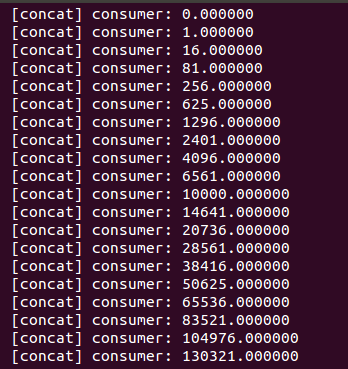 [concat] consumer: 0.000000
[concat] consumer: 1.000000
[concat] consumer: 16.000000
[concat] consumer: 81.000000
[concat] consumer: 256.000000
[concat] consumer: 625.000000
[concat] consumer: 1296.000000
[concat] consumer: 2401.000000
[concat] consumer: 4096.000000
[concat] consumer: 6561.000000
[concat] consumer: 10000.000000
[concat] consumer: 14641.000000
[concat] consumer: 20736.000000
[concat] consumer: 28561.000000
[concat] consumer: 38416.000000
[concat] consumer: 50625.000000
[concat] consumer: 65536.000000
[concat] consumer: 83521.000000
[concat] consumer: 104976.000000
[concat] consumer: 130321.000000